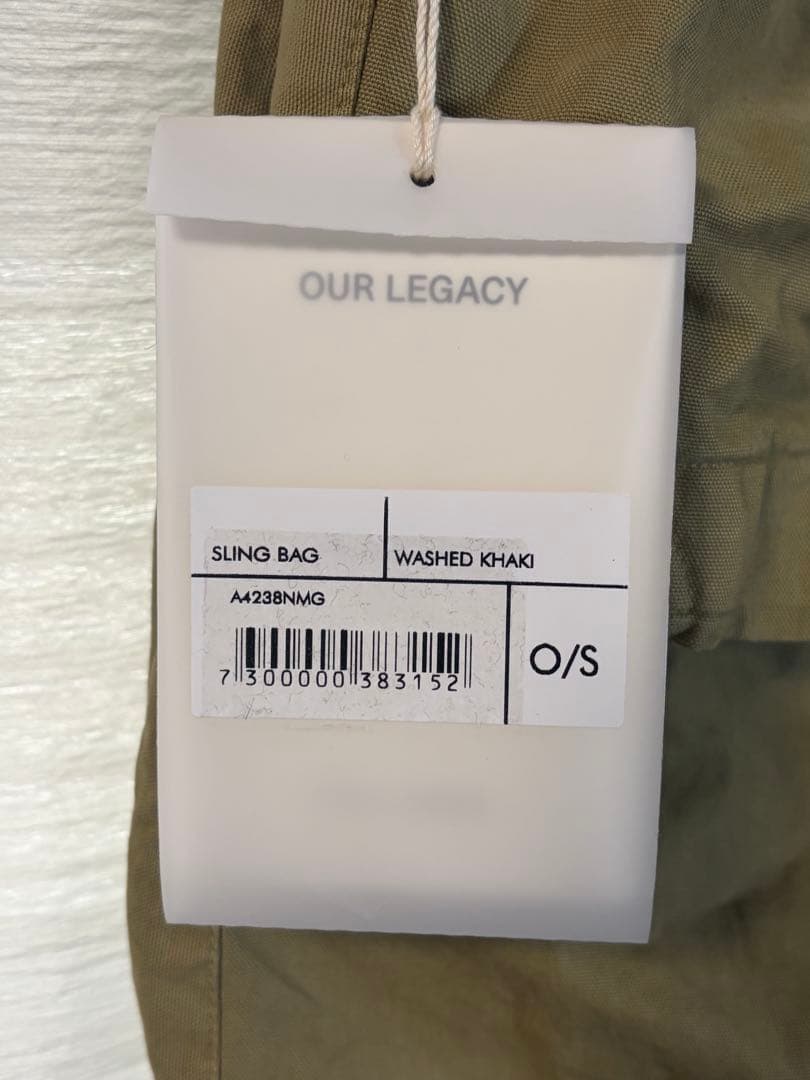 OUR LEGACY
SLING BAG
WASHED KHAKI
A4238NMG
7 300000 383152
O/S